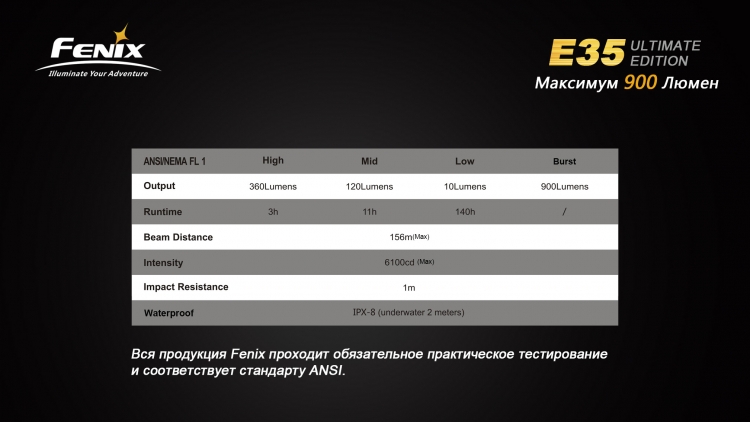 FENIX
Illuminate Your Adventure
E35 ULTIMATE EDITION
Максимум 900 Люмен
ANSI/NEMA FL 1 High Mid Low Burst
Output 360Lumens 120Lumens 10Lumens 900Lumens
Runtime 3h 11h 140h /
Beam Distance 156m(Max)
Intensity 6100cd (Max)
Impact Resistance 1m
Waterproof IPX-8 (underwater 2 meters)
Вся продукция Fenix проходит обязательное практическое тестирование
и соответствует стандарту ANSI.